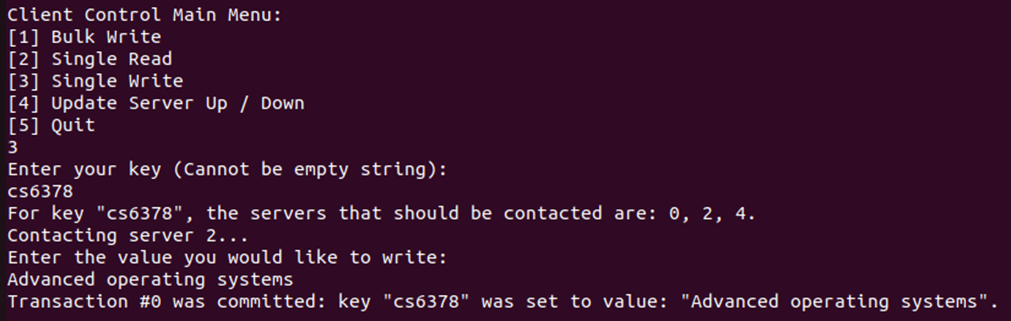 Client Control Main Menu:
[1] Bulk Write
[2] Single Read
[3] Single Write
[4] Update Server Up / Down
[5] Quit
3
Enter your key (Cannot be empty string):
cs6378
For key "cs6378", the servers that should be contacted are: 0, 2, 4.
Contacting server 2...
Enter the value you would like to write:
Advanced operating systems
Transaction #0 was committed: key "cs6378" was set to value: "Advanced operating systems".